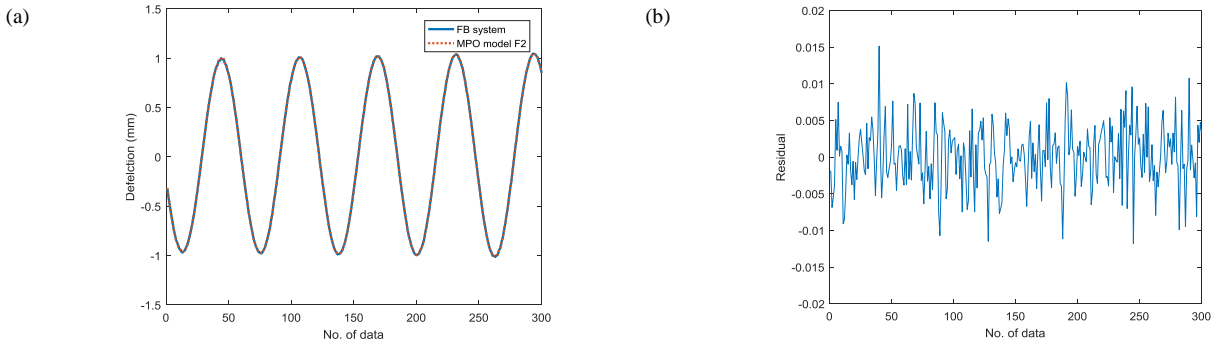 (a)
1.5
1
0.5
0
-0.5
-1
-1.5
Defelction (mm)
FB system
MPO model F2
0 50 100 150 200 250 300
No. of data
(b)
0.02
0.015
0.01
0.005
0
-0.005
-0.01
-0.015
-0.02
Residual
0 50 100 150 200 250 300
No. of data